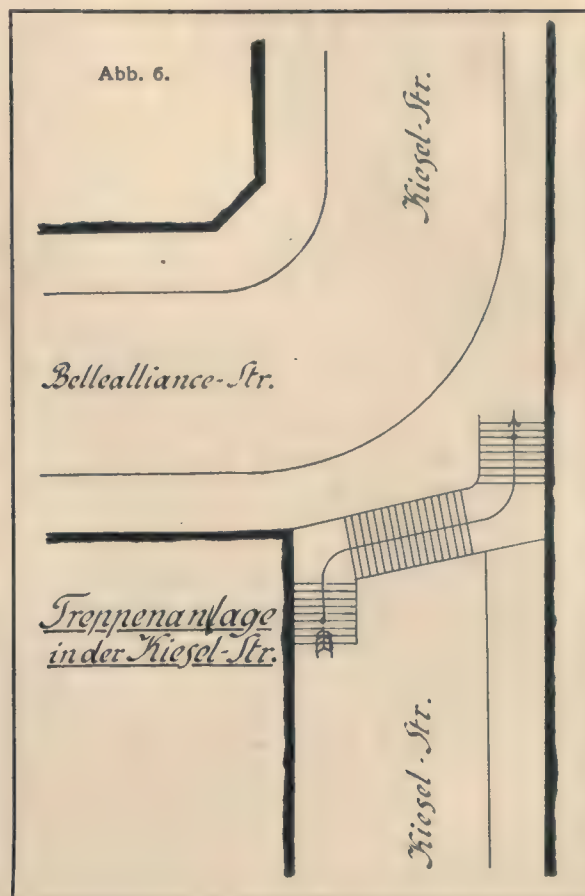 Abb. 6.
Kiesel-Str.
Bellealliance-Str.
Treppenanlage
in der Kiesel-Str.
Kiesel-Str.